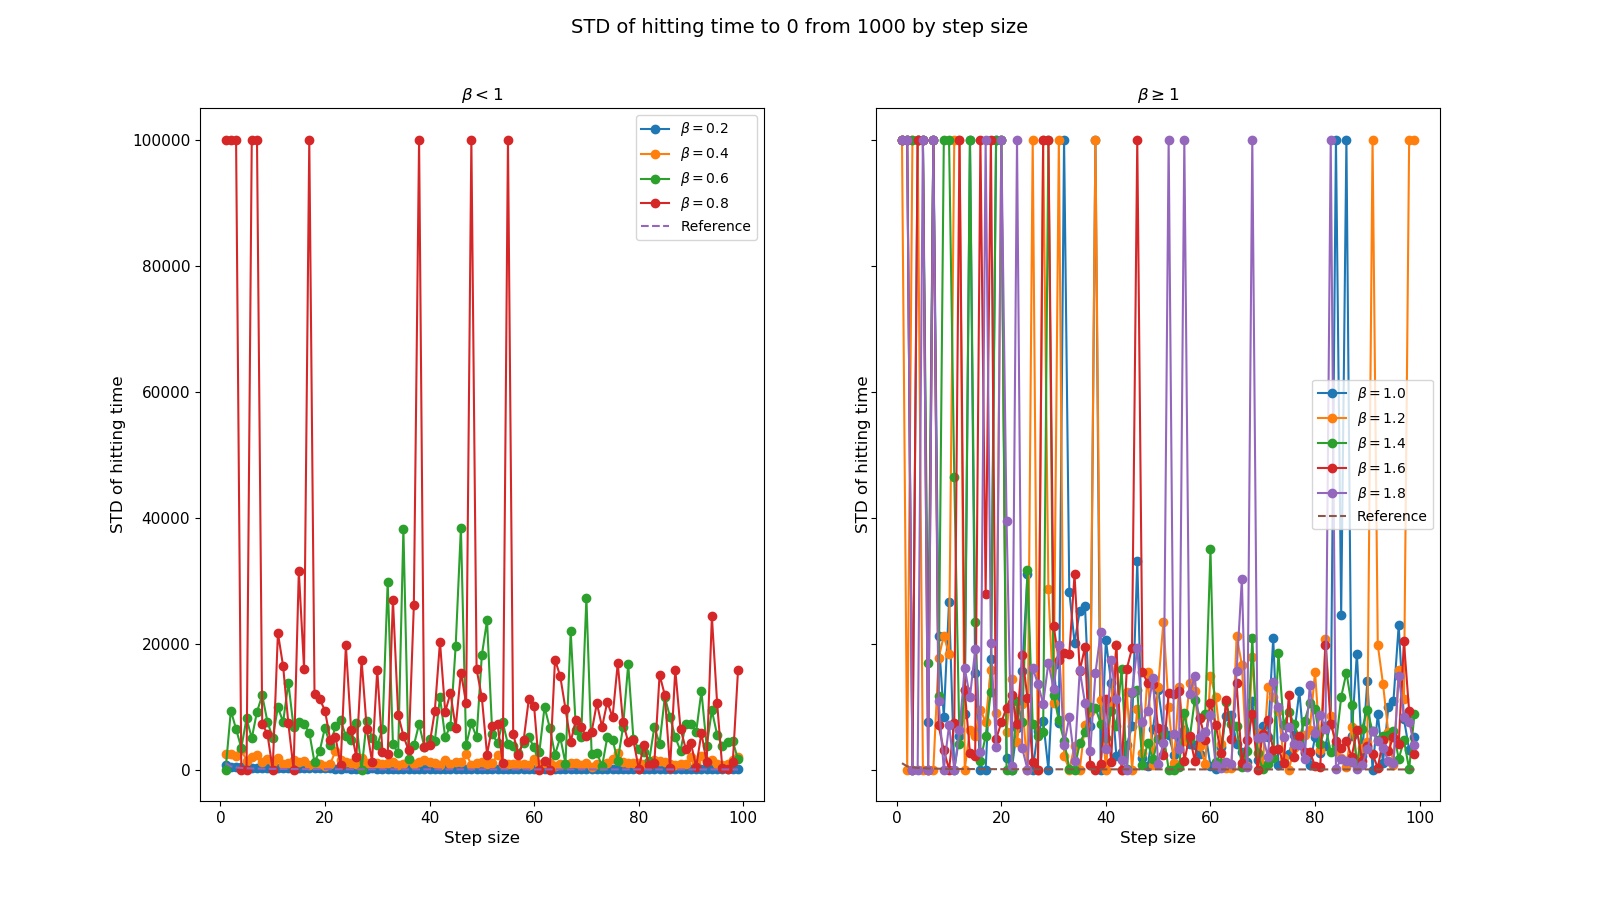 STD of hitting time to 0 from 1000 by step size
β < 1
STD of hitting time
100000
80000
60000
40000
20000
0
0
20
40
60
80
100
Step size
β = 0.2
β = 0.4
β = 0.6
β = 0.8
Reference
β ≥ 1
STD of hitting time
0
20
40
60
80
100
Step size
β = 1.0
β = 1.2
β = 1.4
β = 1.6
β = 1.8
Reference